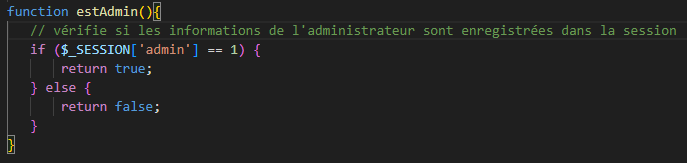 function estAdmin(){
// vérifie si les informations de l'administrateur sont enregistrées dans la session
if ($_SESSION['admin'] == 1) {
return true;
} else {
return false;
}
}